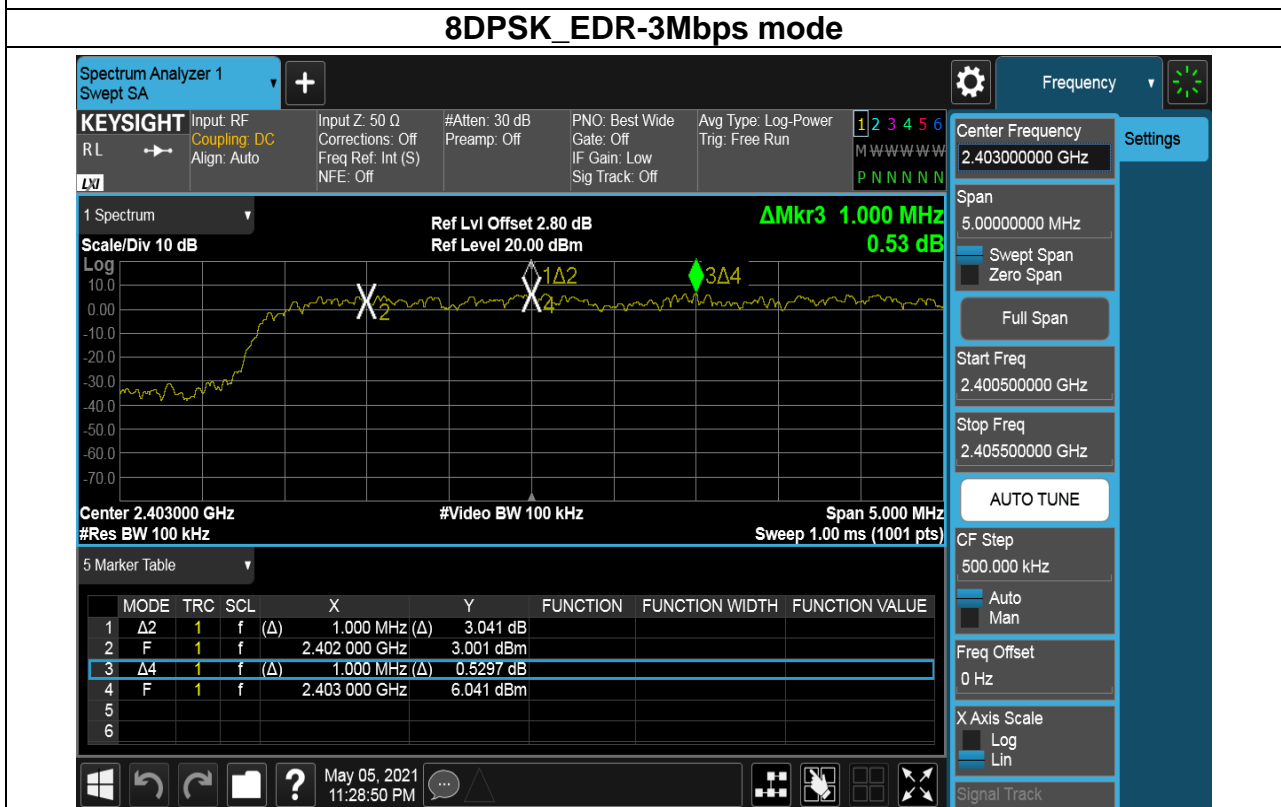 8DPSK_EDR-3Mbps mode
Spectrum Analyzer 1
Swept SA
Frequency
KEYSIGHT
RL
LXI
Input: RF
Coupling: DC
Align: Auto
Input Z: 50 Ω
Corrections: Off
Freq Ref: Int (S)
NFE: Off
#Atten: 30 dB
Preamp: Off
PNO: Best Wide
Gate: Off
IF Gain: Low
Sig Track: Off
Avg Type: Log-Power
Trig: Free Run
1 2 3 4 5 6
M W W W W W
P N N N N N
1 Spectrum
Scale/Div 10 dB
Ref Lvl Offset 2.80 dB
Ref Level 20.00 dBm
ΔMkr3 1.000 MHz
0.53 dB
Log
10.0
0.00
-10.0
-20.0
-30.0
-40.0
-50.0
-60.0
-70.0
2
1Δ2
4
3Δ4
Center 2.403000 GHz
#Video BW 100 kHz
Span 5.000 MHz
#Res BW 100 kHz
Sweep 1.00 ms (1001 pts)
5 Marker Table
MODE TRC SCL X Y FUNCTION FUNCTION WIDTH FUNCTION VALUE
1 Δ2 1 f (Δ) 1.000 MHz (Δ) 3.041 dB
2 F 1 f 2.402 000 GHz 3.001 dBm
3 Δ4 1 f (Δ) 1.000 MHz (Δ) 0.5297 dB
4 F 1 f 2.403 000 GHz 6.041 dBm
5
6
?
May 05, 2021
11:28:50 PM
Settings
Center Frequency
2.403000000 GHz
Span
5.00000000 MHz
Swept Span
Zero Span
Full Span
Start Freq
2.400500000 GHz
Stop Freq
2.405500000 GHz
AUTO TUNE
CF Step
500.000 kHz
Auto
Man
Freq Offset
0 Hz
X Axis Scale
Log
Lin
Signal Track